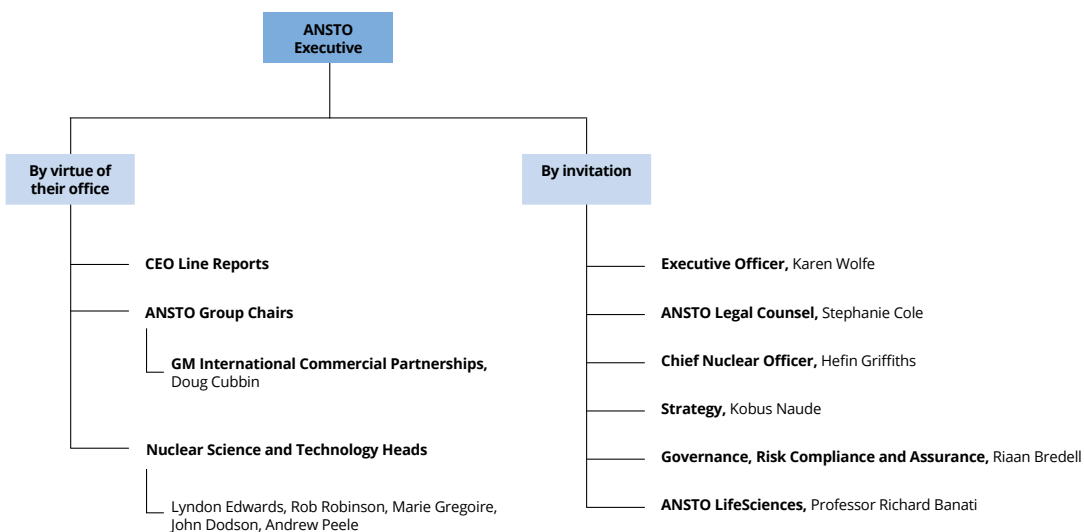 ANSTO
Executive
By virtue of
their office
By invitation
CEO Line Reports
ANSTO Group Chairs
GM International Commercial Partnerships,
Doug Cubbin
Nuclear Science and Technology Heads
Lyndon Edwards, Rob Robinson, Marie Gregoire,
John Dodson, Andrew Peele
Executive Officer, Karen Wolfe
ANSTO Legal Counsel, Stephanie Cole
Chief Nuclear Officer, Hefin Griffiths
Strategy, Kobus Naude
Governance, Risk Compliance and Assurance, Riaan Bredell
ANSTO LifeSciences, Professor Richard Banati